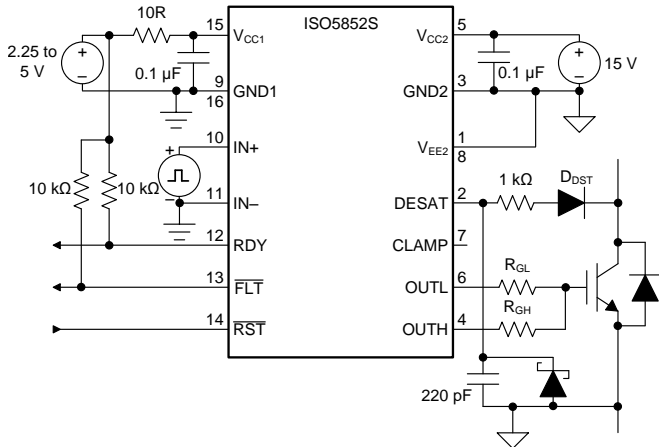 10R
15
ISO5852S
5
V_CC1
V_CC2
2.25 to
5 V
0.1 µF
0.1 µF
15 V
9
GND1
GND2
3
16
10
IN+
V_EE2
1
8
10 kΩ
10 kΩ
11
IN–
DESAT
2
1 kΩ
D_DST
12
RDY
CLAMP
7
13
F̅L̅T̅
OUTL
6
R_GL
14
R̅S̅T̅
OUTH
4
R_GH
220 pF